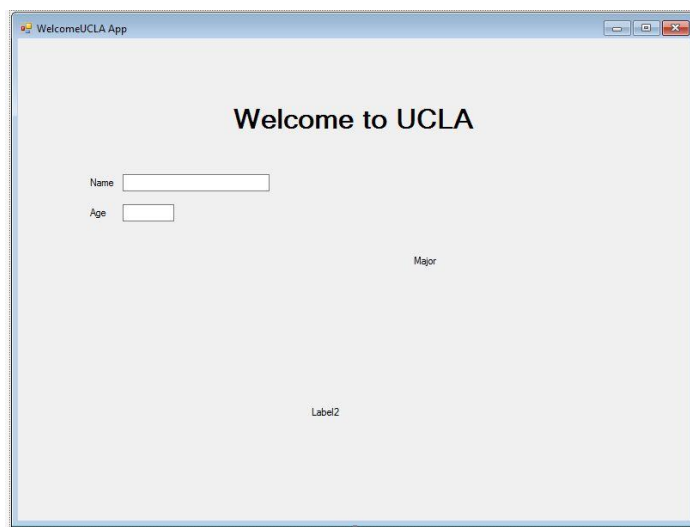 WelcomeUCLA App
Welcome to UCLA
Name
Age
Major
Label2